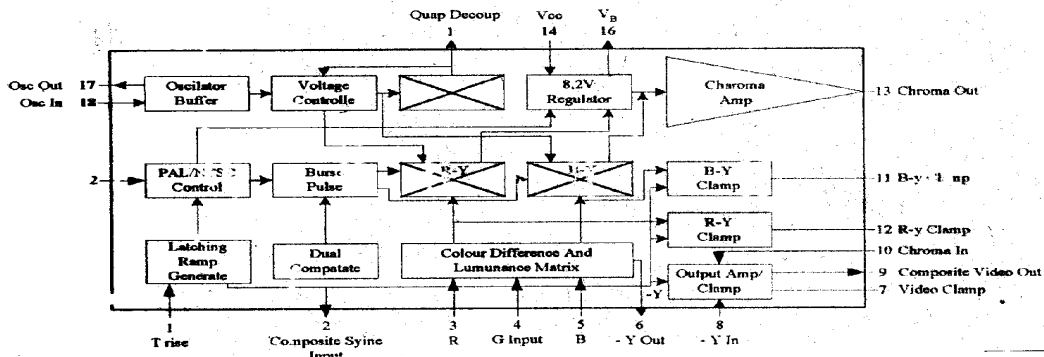 Quap Decoup
1
Vcc
14
V_B
16
Osc Out 17
Osc In 18
Oscilator
Buffer
Voltage
Controlle
8,2V
Regulator
Charoma
Amp
13 Chroma Out
2
PAL/NTSC
Control
Burse
Pulse
R-Y
B-Y
Clamp
11 B-y
R-Y
Clamp
12 R-y Clamp
10 Chroma In
Latching
Ramp
Generate
Dual
Compatate
Colour Difference And
Lumunance Matrix
Output Amp/
Clamp
9 Composite Video Out
7 Video Clamp
-Y
1
T rise
2
Composite Syine
Input
3
R
4
G Input
5
B
6
- Y Out
8
- Y In